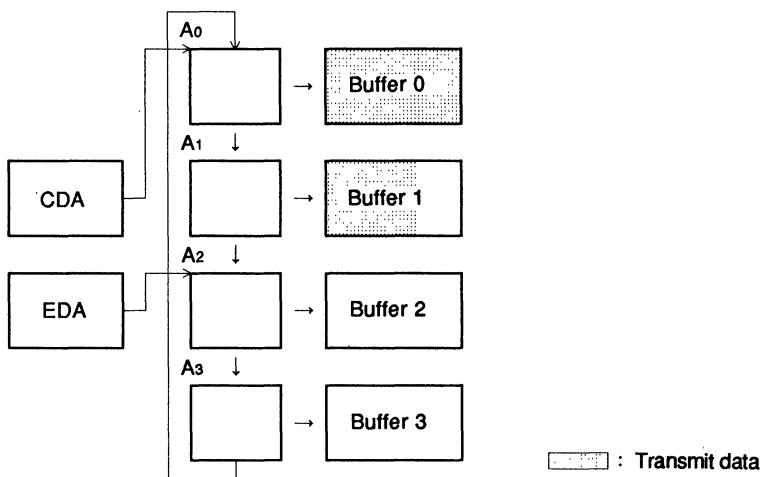 A0
Buffer 0
A1
CDA
Buffer 1
A2
EDA
Buffer 2
A3
Buffer 3
: Transmit data